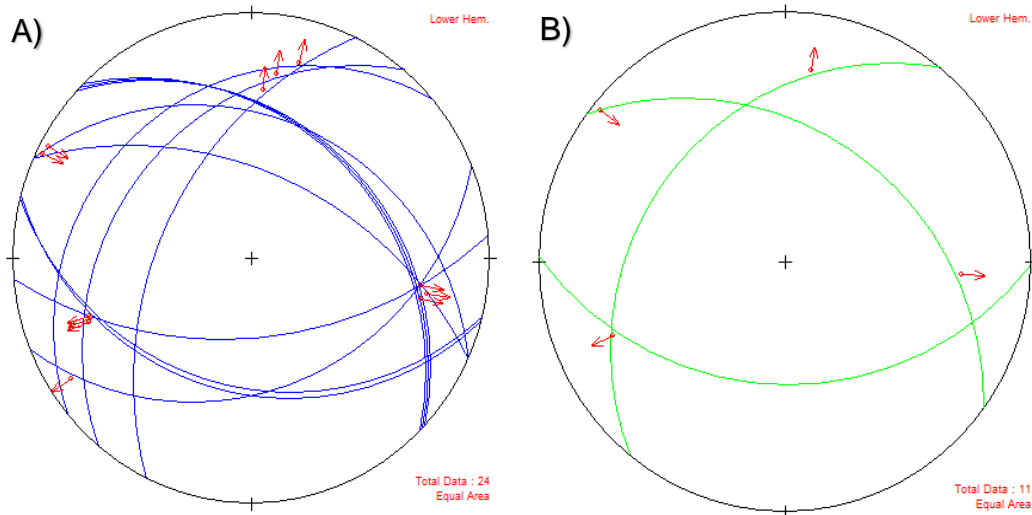 A)
Lower Hem.
Total Data : 24
Equal Area
B)
Lower Hem.
Total Data : 11
Equal Area